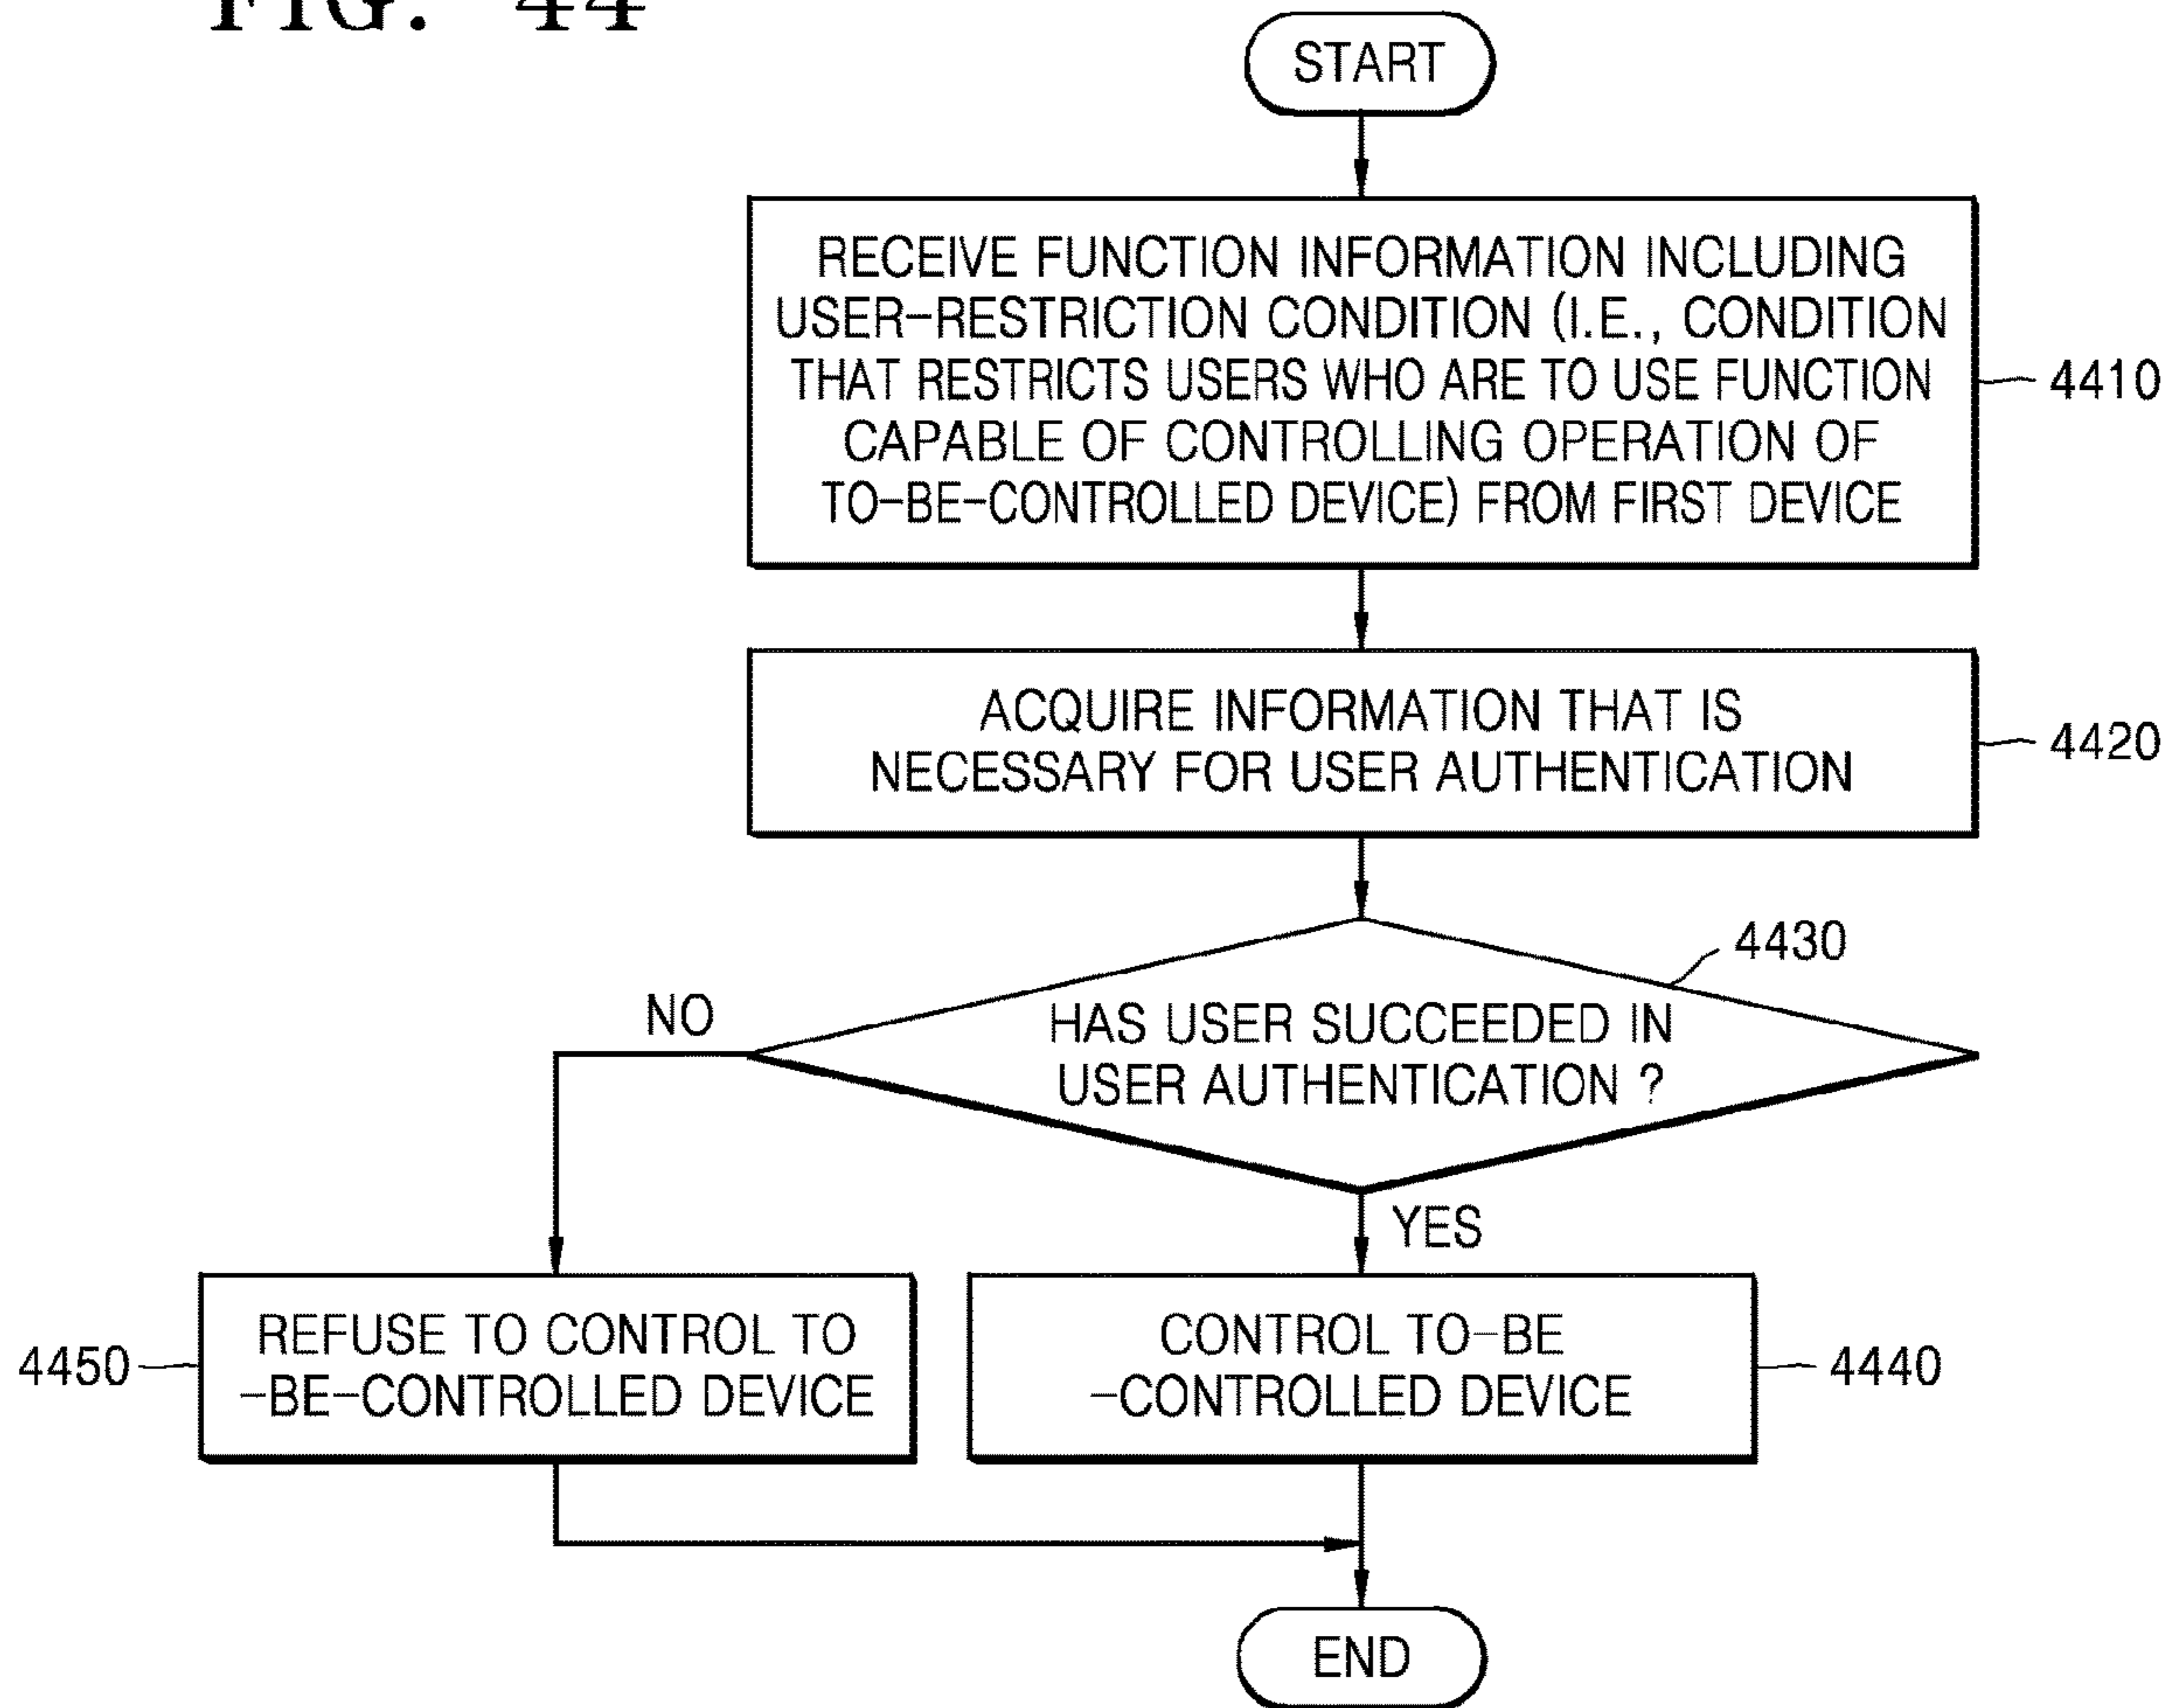 FIG. 44
START
RECEIVE FUNCTION INFORMATION INCLUDING
USER-RESTRICTION CONDITION (I.E., CONDITION
THAT RESTRICTS USERS WHO ARE TO USE FUNCTION
CAPABLE OF CONTROLLING OPERATION OF
TO-BE-CONTROLLED DEVICE) FROM FIRST DEVICE
4410
ACQUIRE INFORMATION THAT IS
NECESSARY FOR USER AUTHENTICATION
4420
4430
HAS USER SUCCEEDED IN
USER AUTHENTICATION ?
NO
YES
4450
REFUSE TO CONTROL TO
-BE-CONTROLLED DEVICE
CONTROL TO-BE
-CONTROLLED DEVICE
4440
END